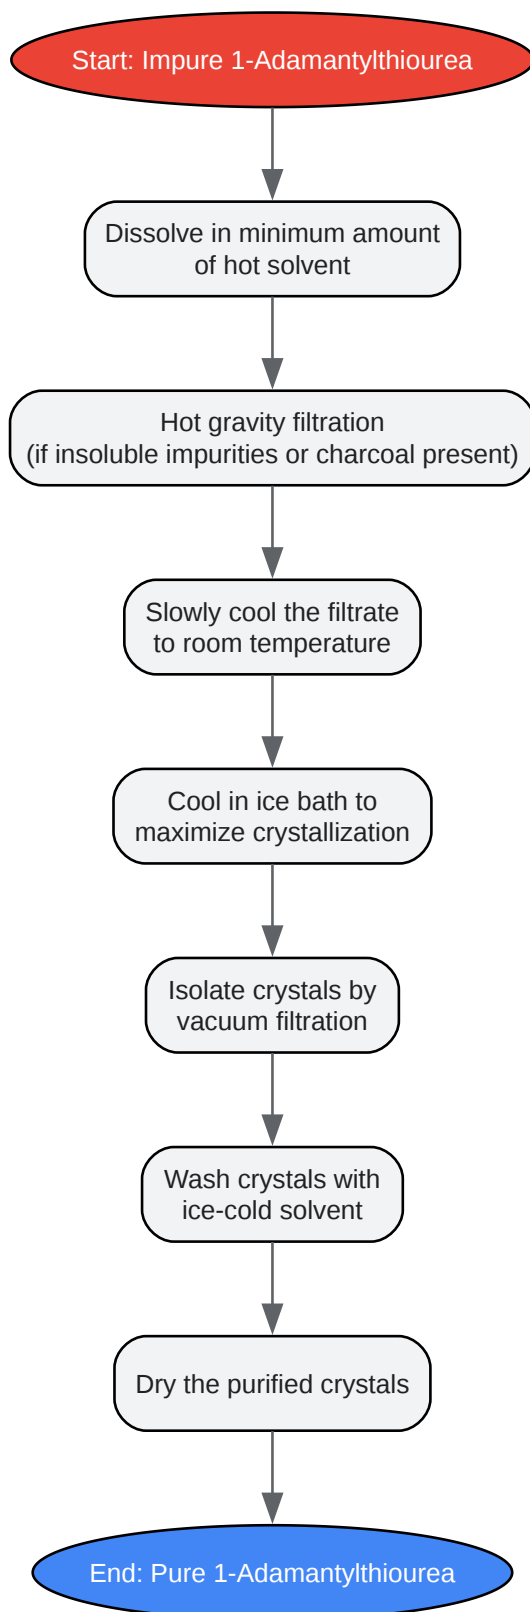 Start: Impure 1-Adamantylthiourea
Dissolve in minimum amount
of hot solvent
Hot gravity filtration
(if insoluble impurities or charcoal present)
Slowly cool the filtrate
to room temperature
Cool in ice bath to
maximize crystallization
Isolate crystals by
vacuum filtration
Wash crystals with
ice-cold solvent
Dry the purified crystals
End: Pure 1-Adamantylthiourea